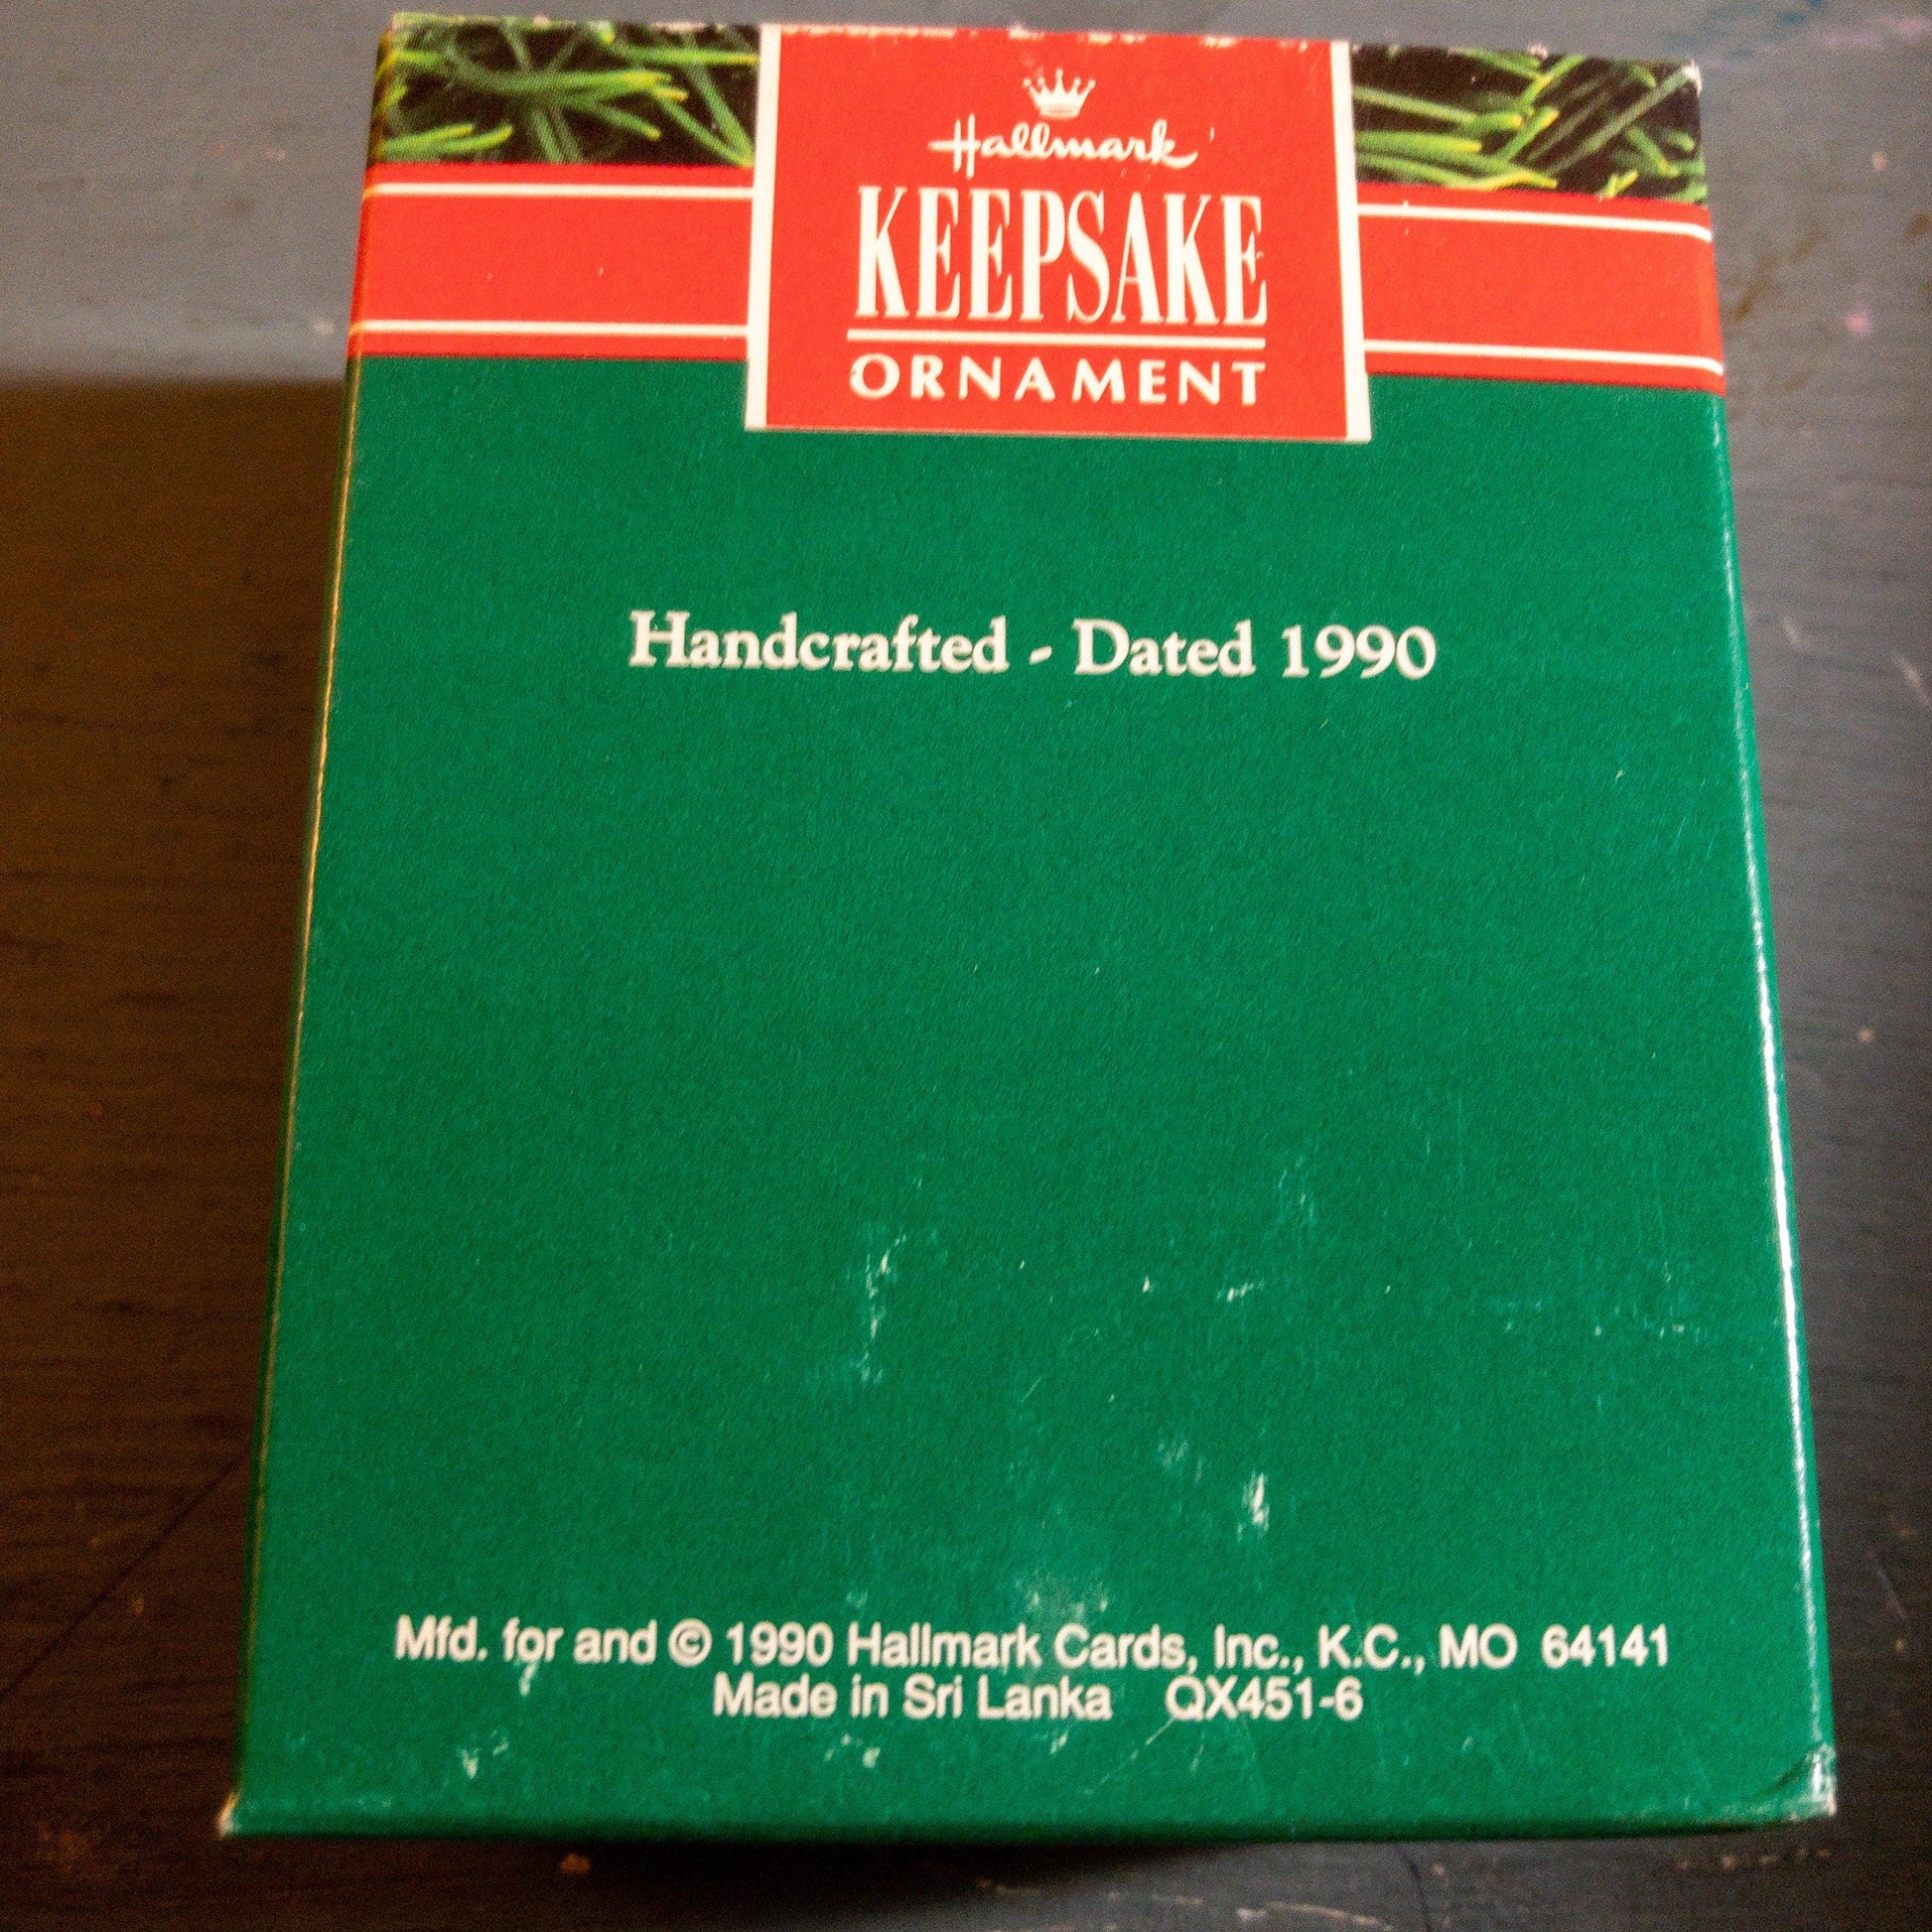 Hallmark
KEEPSAKE
ORNAMENT
Handcrafted - Dated 1990
Mfd. for and © 1990 Hallmark Cards, Inc., K.C., MO 64141
Made in Sri Lanka QX451-6